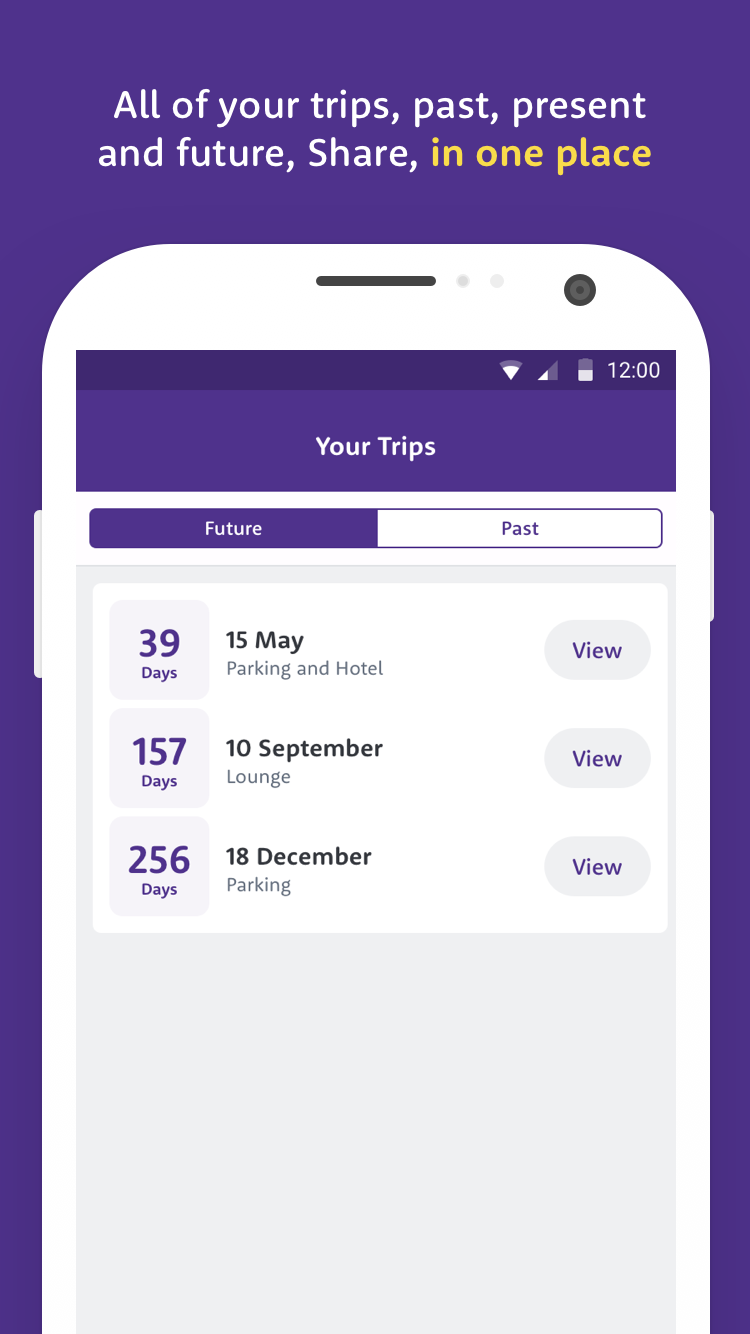 All of your trips, past, present
and future, Share, in one place
12:00
Your Trips
Future
Past
39
Days
15 May
Parking and Hotel
View
157
Days
10 September
Lounge
View
256
Days
18 December
Parking
View